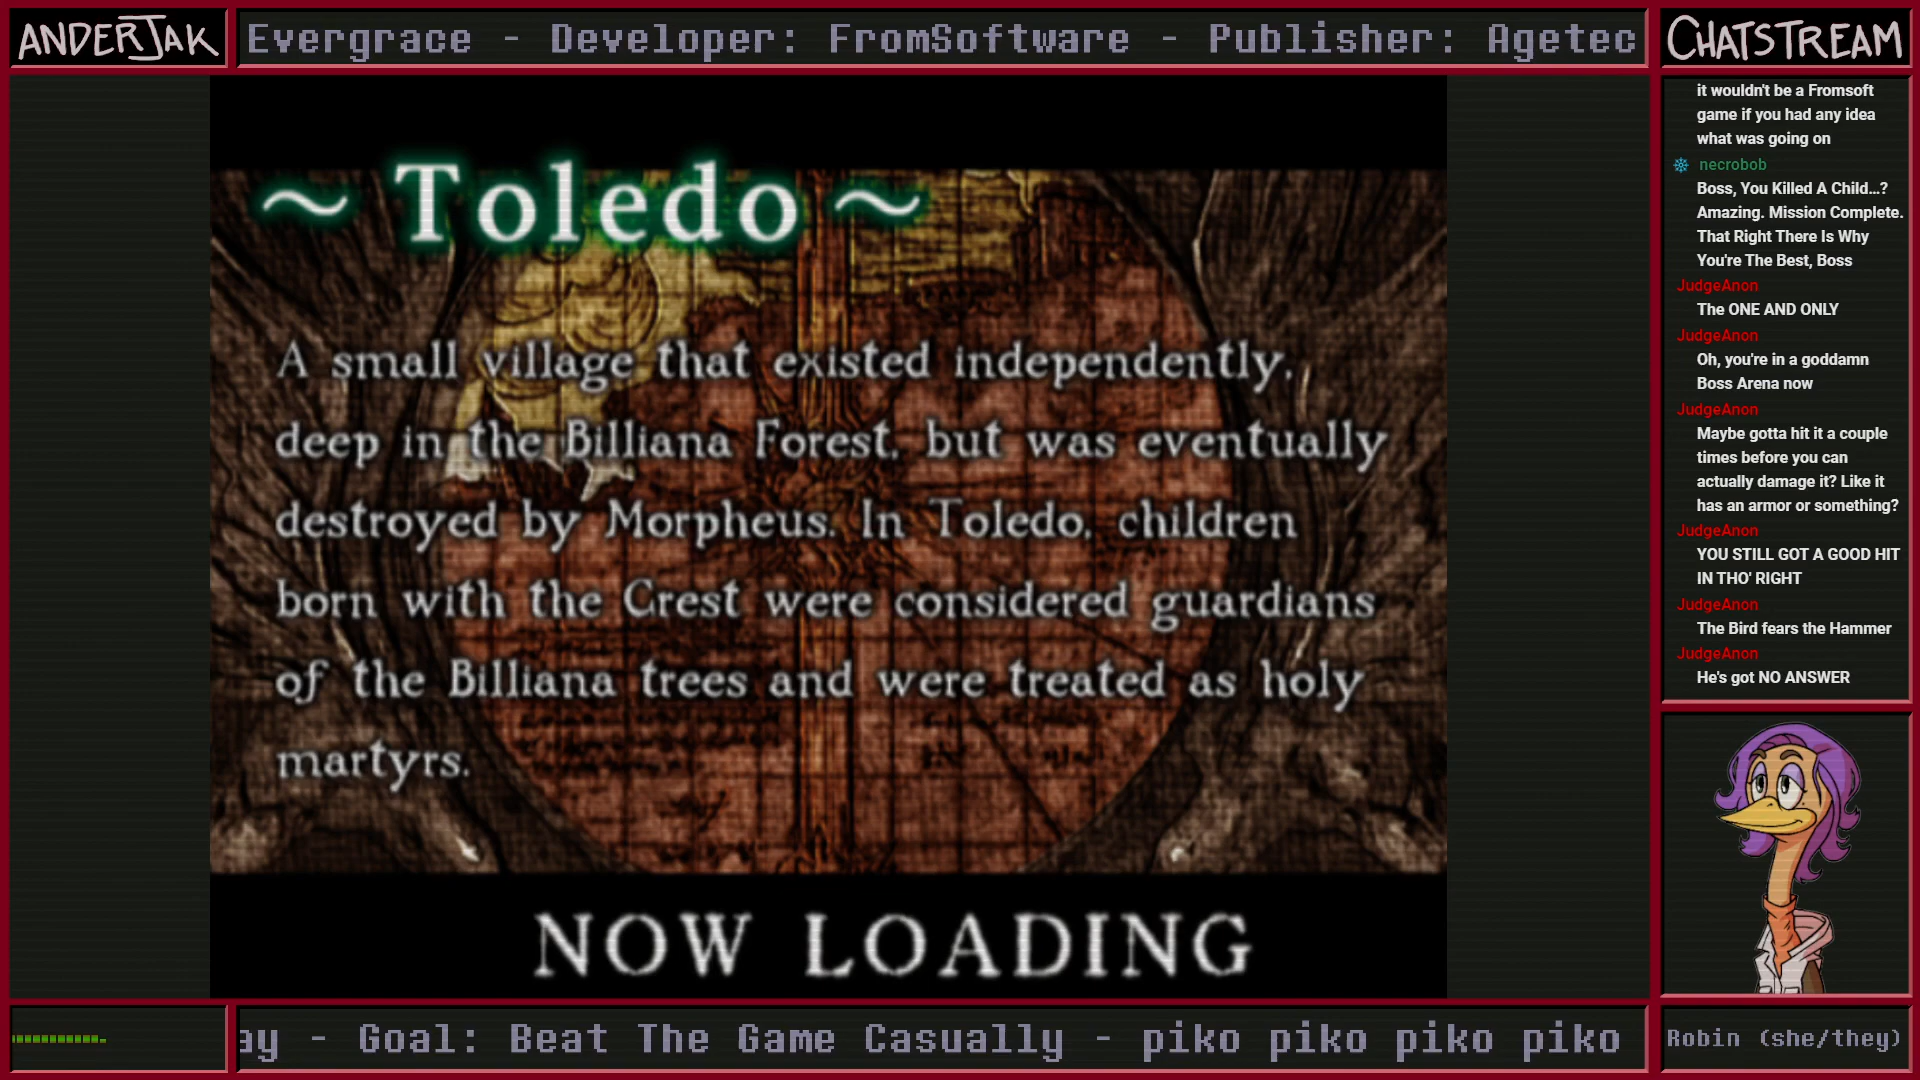 ANDERJAK
Evergrace - Developer: FromSoftware - Publisher: Agetec
CHATSTREAM
~ Toledo ~
A small village that existed independently,
deep in the Billiana Forest, but was eventually
destroyed by Morpheus. In Toledo, children
born with the Crest were considered guardians
of the Billiana trees and were treated as holy
martyrs.
NOW LOADING
it wouldn't be a Fromsoft
game if you had any idea
what was going on
necrobob
Boss, You Killed A Child...?
Amazing. Mission Complete.
That Right There Is Why
You're The Best, Boss
JudgeAnon
The ONE AND ONLY
JudgeAnon
Oh, you're in a goddamn
Boss Arena now
JudgeAnon
Maybe gotta hit it a couple
times before you can
actually damage it? Like it
has an armor or something?
JudgeAnon
YOU STILL GOT A GOOD HIT
IN THO' RIGHT
JudgeAnon
The Bird fears the Hammer
JudgeAnon
He's got NO ANSWER
ay - Goal: Beat The Game Casually - piko piko piko piko
Robin (she/they)